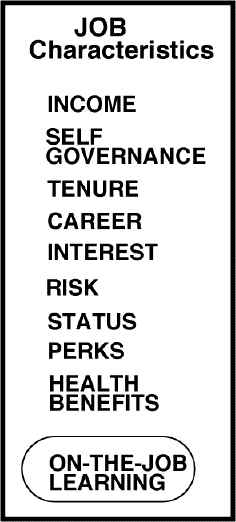 JOB
Characteristics
INCOME
SELF
GOVERNANCE
TENURE
CAREER
INTEREST
RISK
STATUS
PERKS
HEALTH
BENEFITS
ON-THE-JOB
LEARNING